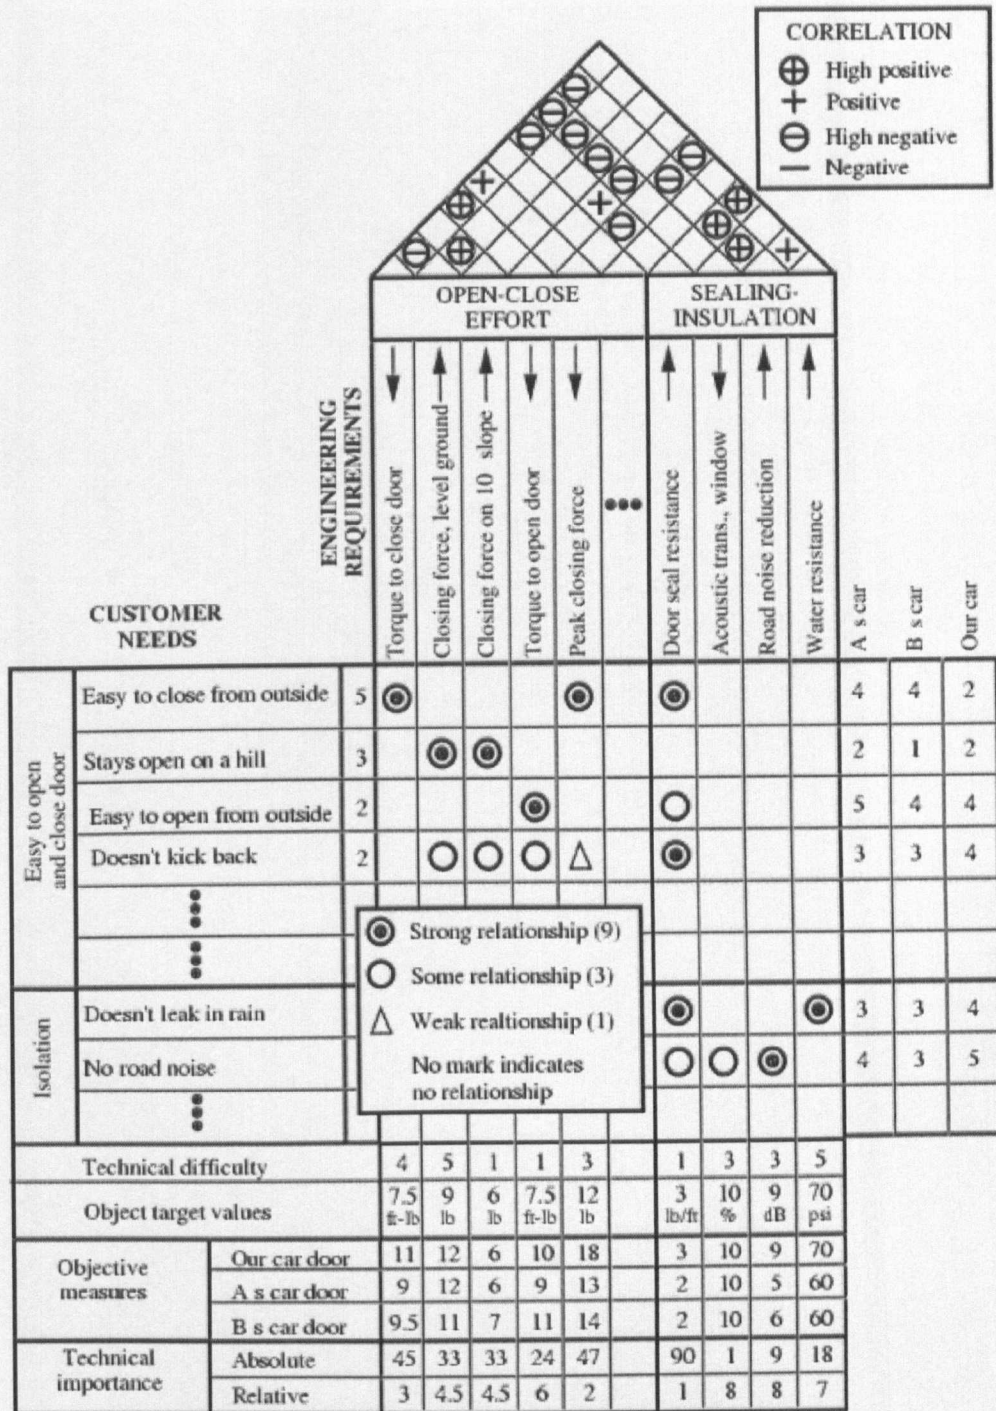 CORRELATION
High positive
Positive
High negative
Negative
OPEN-CLOSE
EFFORT
SEALING-
INSULATION
ENGINEERING
REQUIREMENTS
Torque to close door
Closing force, level ground
Closing force on 10 slope
Torque to open door
Peak closing force
Door seal resistance
Acoustic trans., window
Road noise reduction
Water resistance
A s car
B s car
Our car
CUSTOMER
NEEDS
Easy to open
and close door
Easy to close from outside 5 4 4 2
Stays open on a hill 3 2 1 2
Easy to open from outside 2 5 4 4
Doesn't kick back 2 3 3 4
Strong relationship (9)
Some relationship (3)
Weak realtionship (1)
No mark indicates
no relationship
Isolation
Doesn't leak in rain 3 3 4
No road noise 4 3 5
Technical difficulty 4 5 1 1 3 1 3 3 5
Object target values 7.5 9 6 7.5 12 3 10 9 70
ft-lb lb lb ft-lb lb lb/ft % dB psi
Objective
measures
Our car door 11 12 6 10 18 3 10 9 70
A s car door 9 12 6 9 13 2 10 5 60
B s car door 9.5 11 7 11 14 2 10 6 60
Technical
importance
Absolute 45 33 33 24 47 90 1 9 18
Relative 3 4.5 4.5 6 2 1 8 8 7